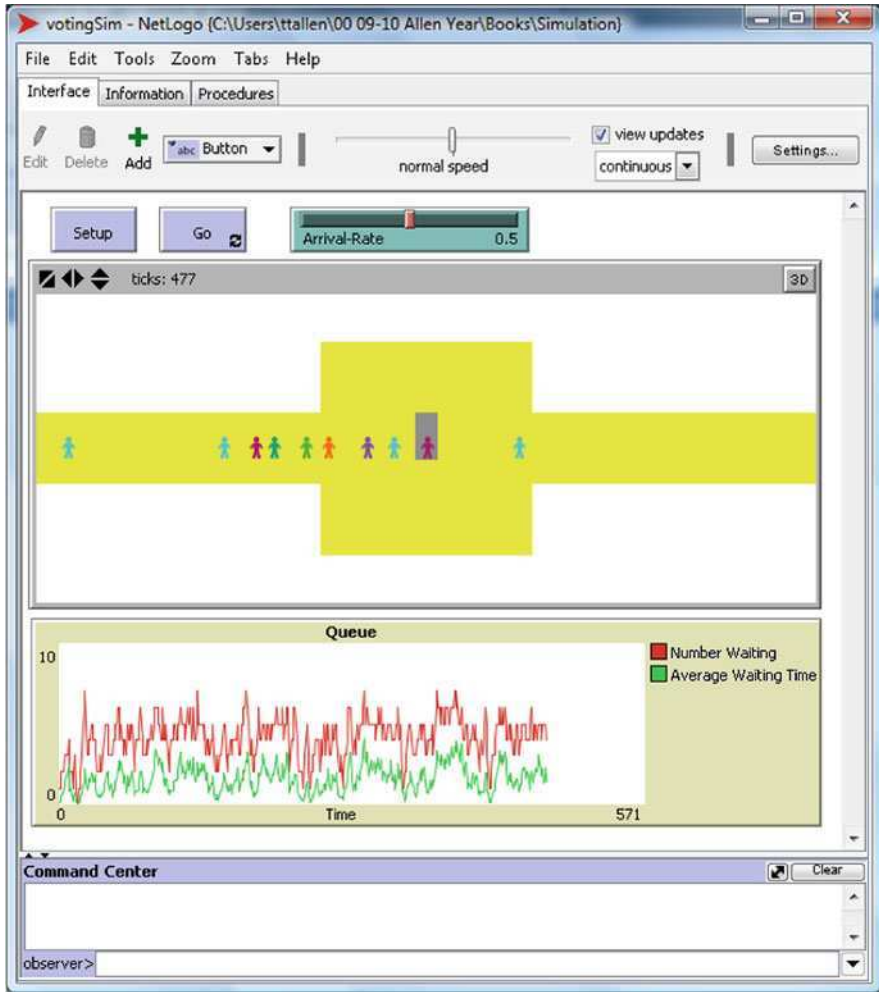 votingSim - NetLogo {C:\Users\ttallen\00 09-10 Allen Year\Books\Simulation}
File Edit Tools Zoom Tabs Help
Interface Information Procedures
Edit Delete Add abc Button normal speed view updates continuous Settings...
Setup Go Arrival-Rate 0.5
ticks: 477 3D
Queue
10
0
0 Time 571
Number Waiting
Average Waiting Time
Command Center Clear
observer>